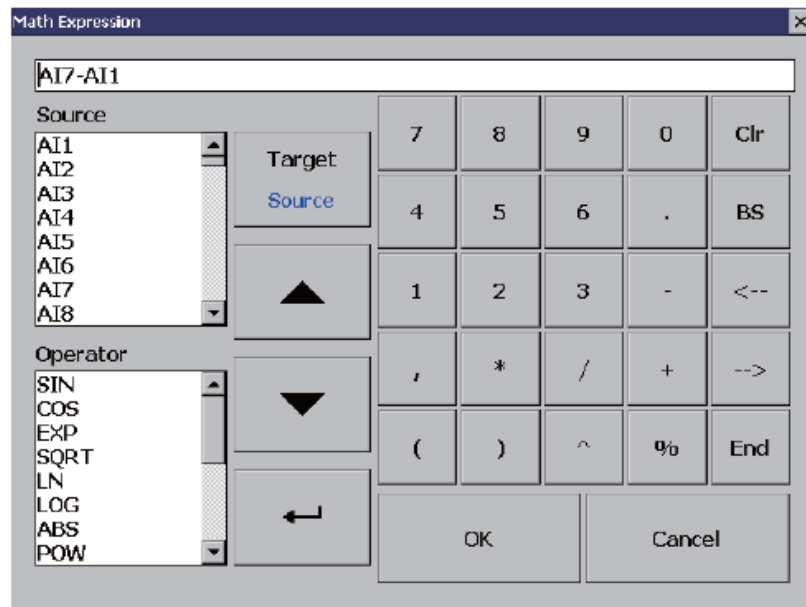 Math Expression
AI7-AI1
Source
AI1
AI2
AI3
AI4
AI5
AI6
AI7
AI8
Operator
SIN
COS
EXP
SQRT
LN
LOG
ABS
POW
Target
Source
7 8 9 0 Clr
4 5 6 . BS
1 2 3 - <--
, * / + -->
( ) ^ % End
OK Cancel